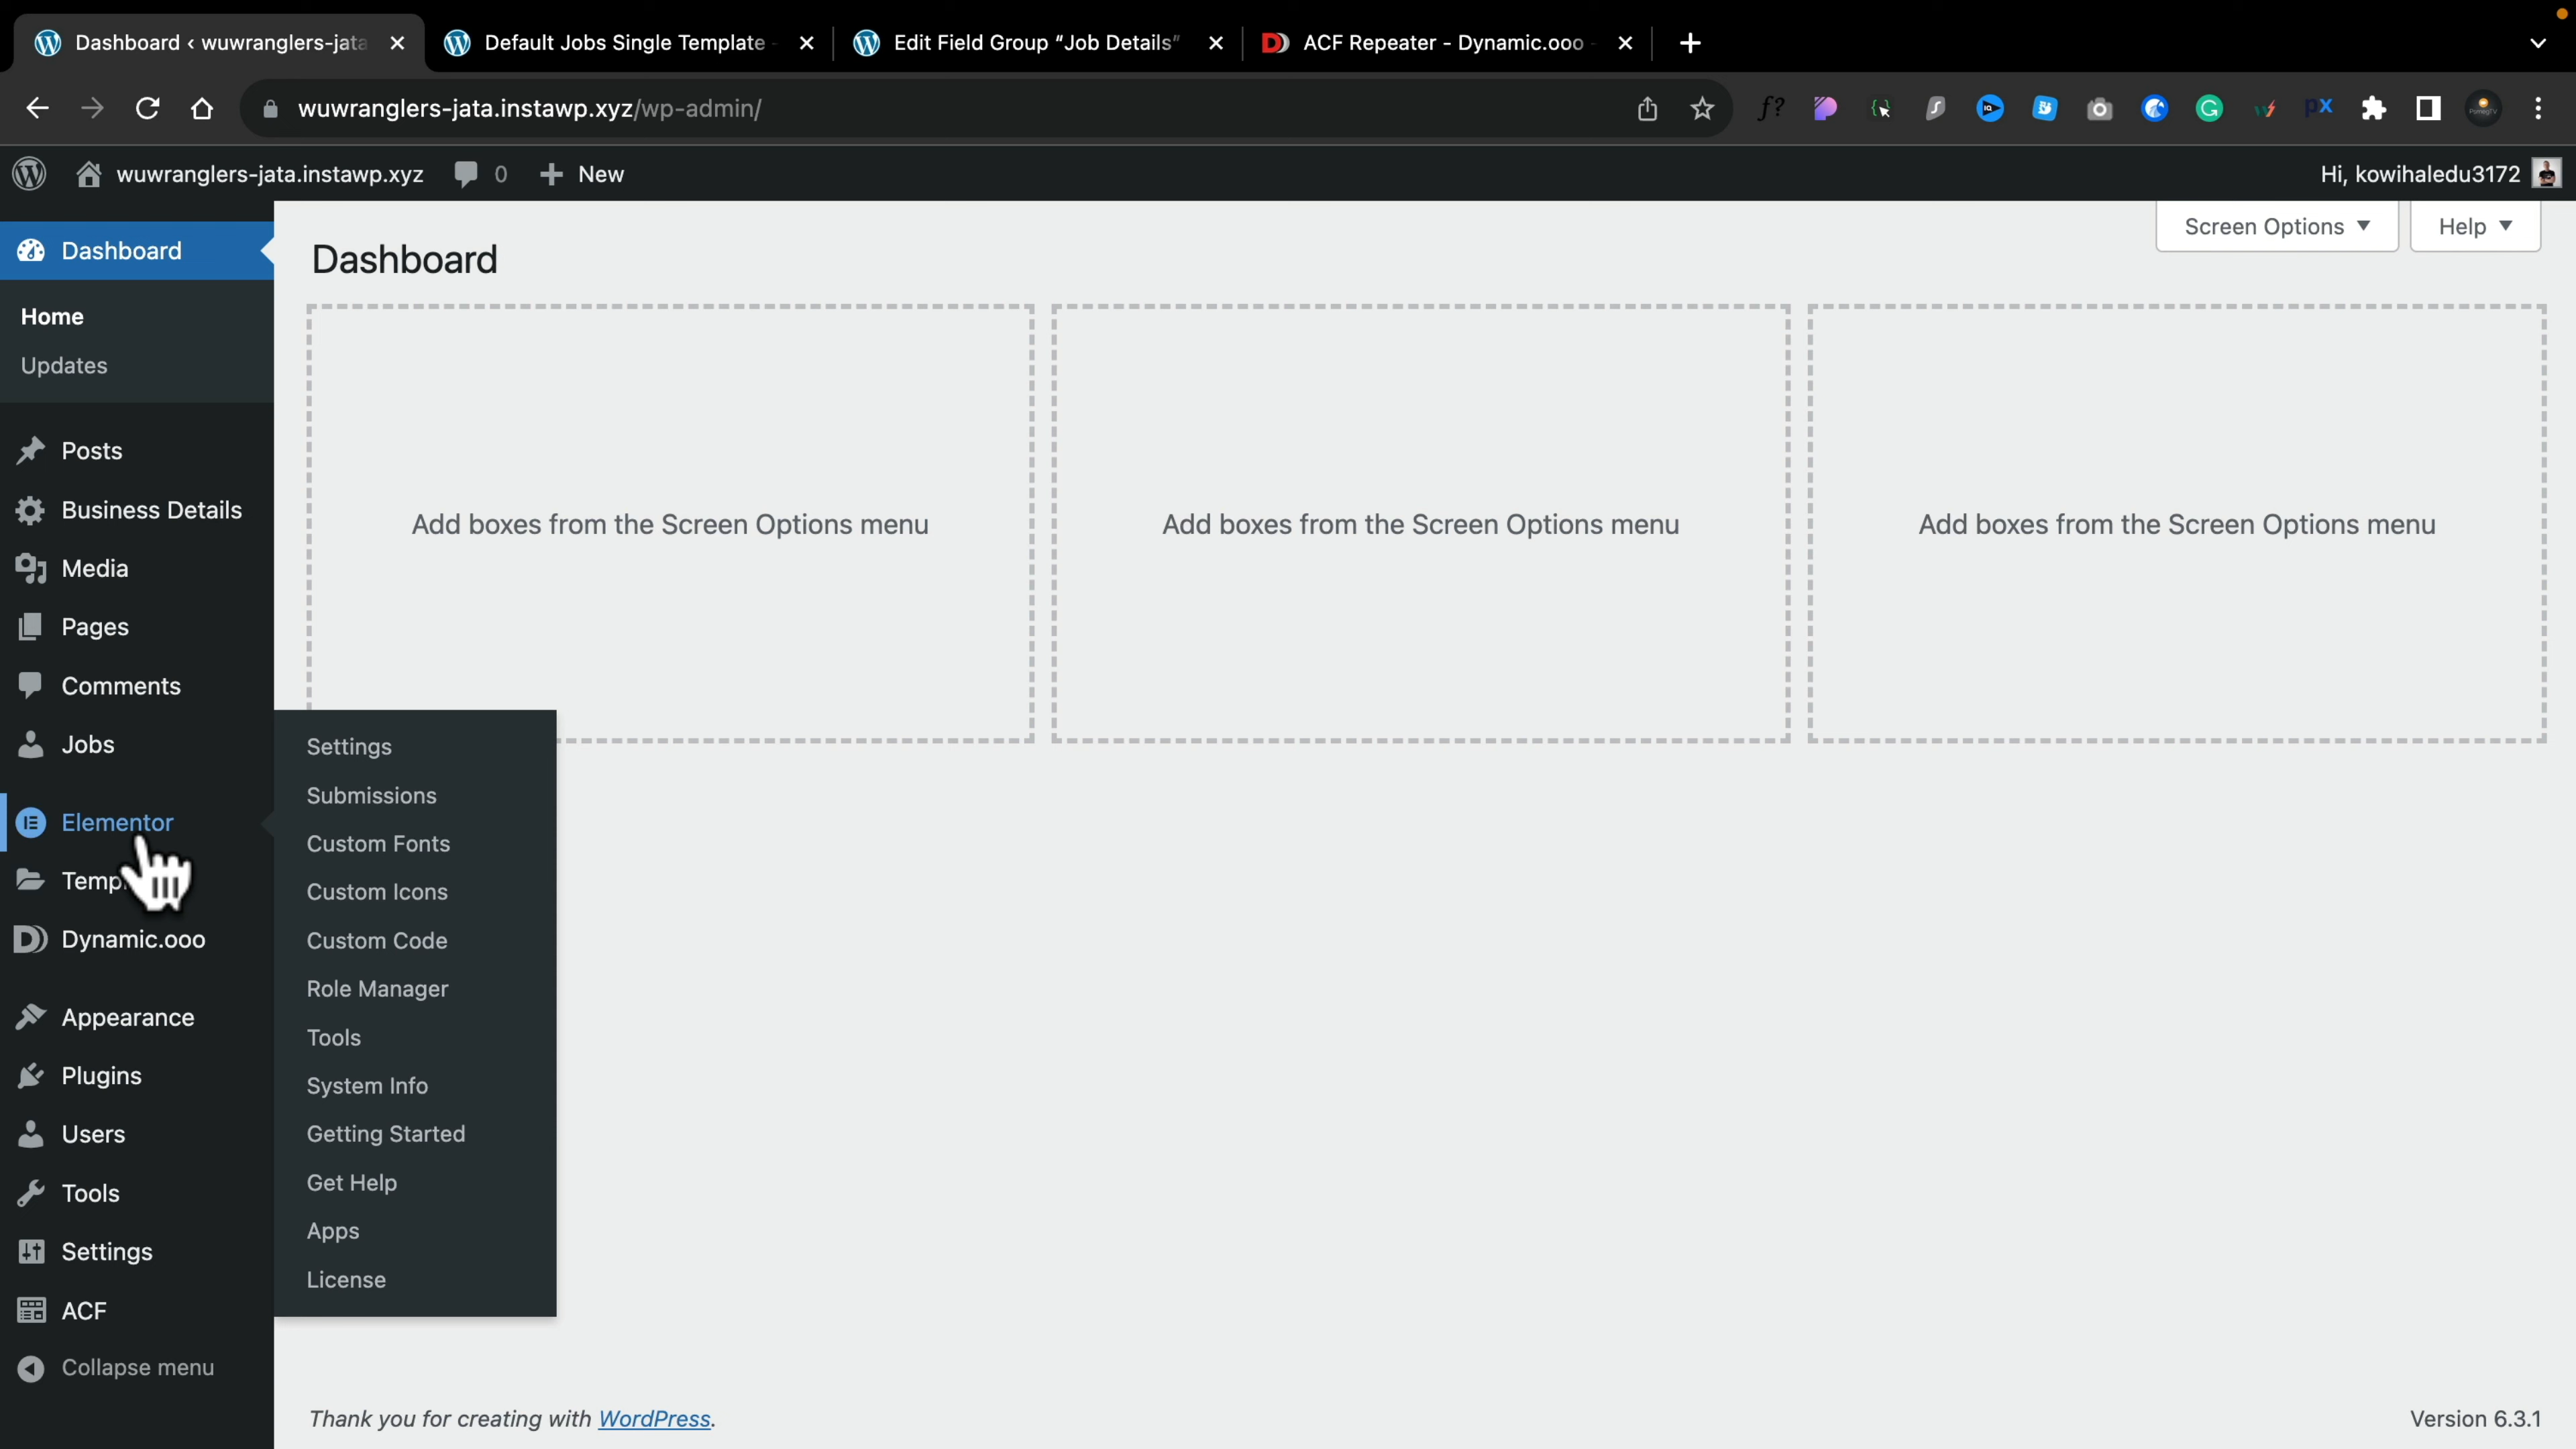 Dashboard ‹ wuwranglers-jata
Default Jobs Single Template -
Edit Field Group “Job Details”
ACF Repeater - Dynamic.ooo -
wuwranglers-jata.instawp.xyz/wp-admin/
wuwranglers-jata.instawp.xyz 0 New
Hi, kowihaledu3172
Screen Options
Help
Dashboard
Home
Updates
Posts
Business Details
Media
Pages
Comments
Jobs
Elementor
Dynamic.ooo
Appearance
Plugins
Users
Tools
Settings
ACF
Collapse menu
Settings
Submissions
Custom Fonts
Custom Icons
Custom Code
Role Manager
Tools
System Info
Getting Started
Get Help
Apps
License
Dashboard
Add boxes from the Screen Options menu
Add boxes from the Screen Options menu
Add boxes from the Screen Options menu
Thank you for creating with WordPress.
Version 6.3.1